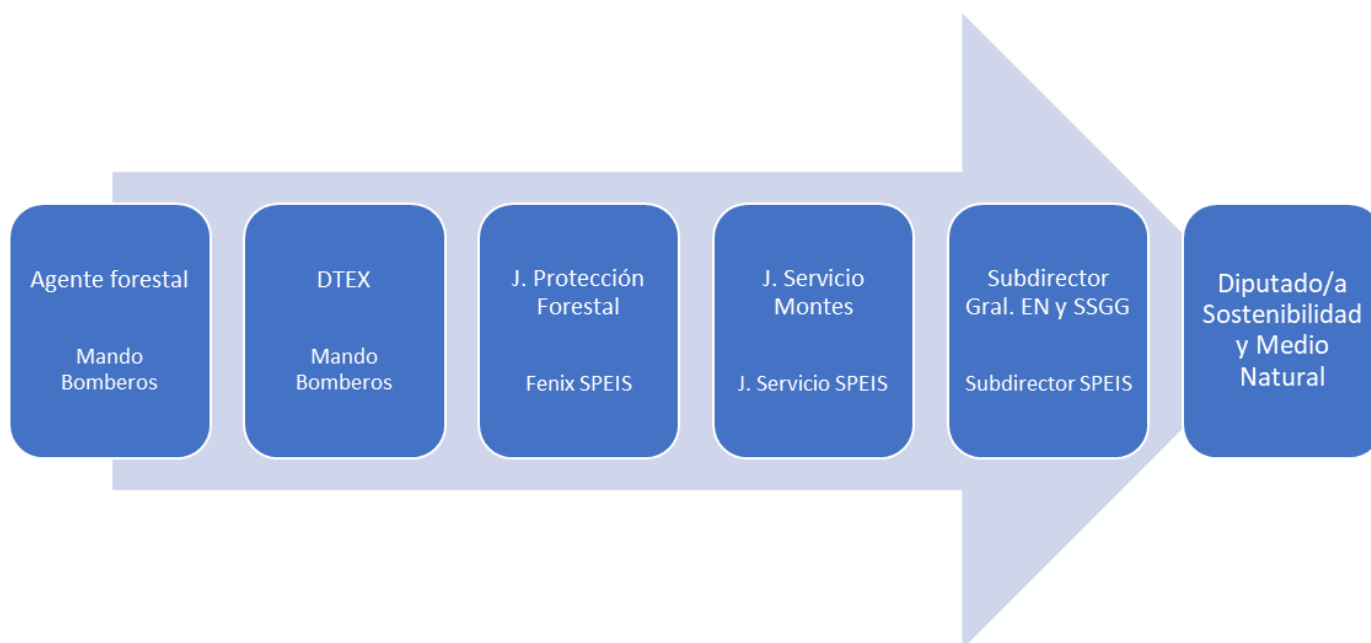 Agente forestal
Mando
Bomberos
DTEX
Mando
Bomberos
J. Protección
Forestal
Fenix SPEIS
J. Servicio
Montes
J. Servicio SPEIS
Subdirector
Gral. EN y SSGG
Subdirector SPEIS
Diputado/a
Sostenibilidad
y Medio
Natural